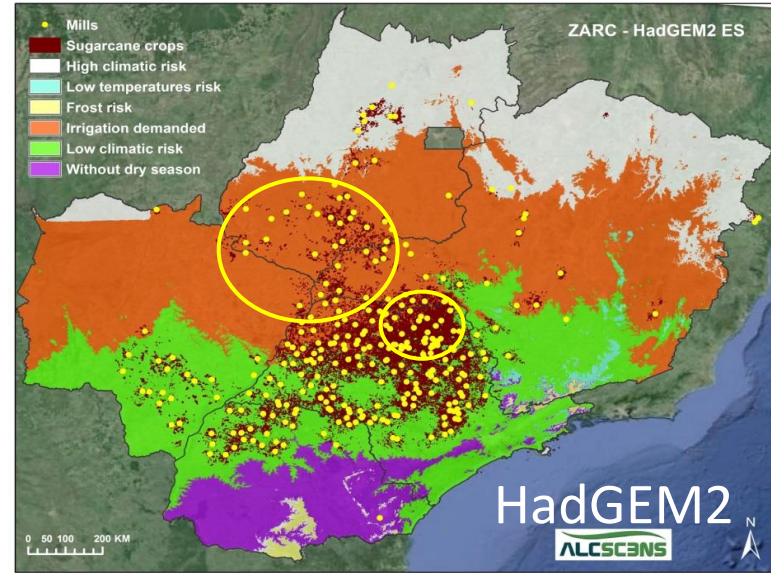 Mills
Sugarcane crops
High climatic risk
Low temperatures risk
Frost risk
Irrigation demanded
Low climatic risk
Without dry season
ZARC - HadGEM2 ES
HadGEM2
ALCSCENS
N
0 50 100 200 KM